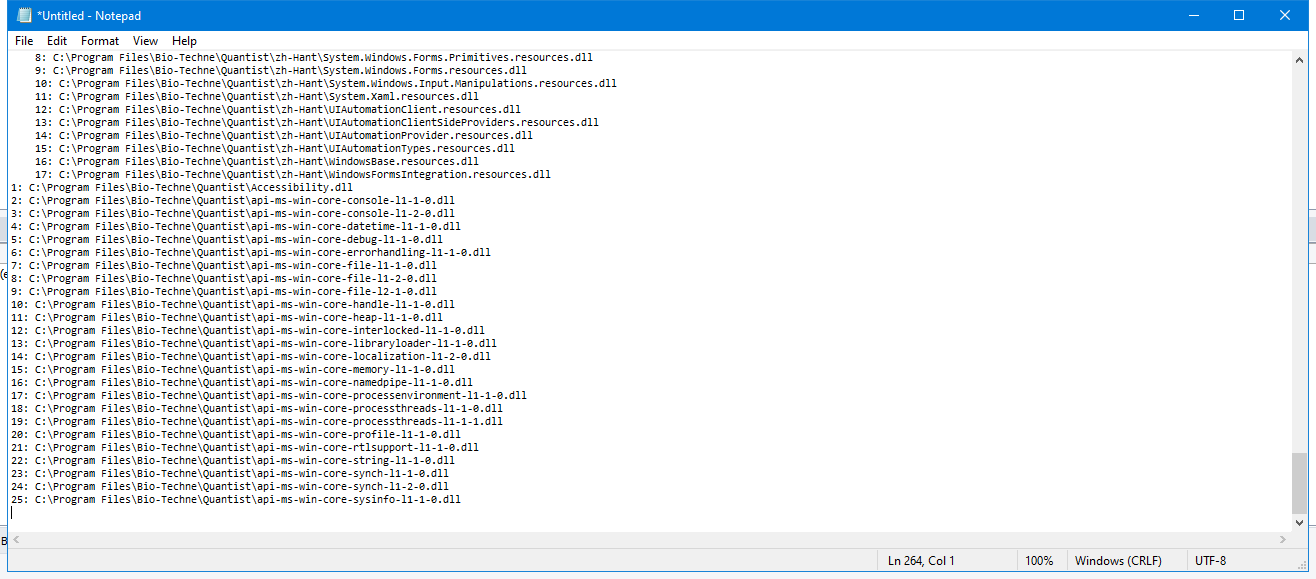 *Untitled - Notepad
File Edit Format View Help
8: C:\Program Files\Bio-Techne\Quantist\zh-Hant\System.Windows.Forms.Primitives.resources.dll
9: C:\Program Files\Bio-Techne\Quantist\zh-Hant\System.Windows.Forms.resources.dll
10: C:\Program Files\Bio-Techne\Quantist\zh-Hant\System.Windows.Input.Manipulations.resources.dll
11: C:\Program Files\Bio-Techne\Quantist\zh-Hant\System.Xaml.resources.dll
12: C:\Program Files\Bio-Techne\Quantist\zh-Hant\UIAutomationClient.resources.dll
13: C:\Program Files\Bio-Techne\Quantist\zh-Hant\UIAutomationClientSideProviders.resources.dll
14: C:\Program Files\Bio-Techne\Quantist\zh-Hant\UIAutomationProvider.resources.dll
15: C:\Program Files\Bio-Techne\Quantist\zh-Hant\UIAutomationTypes.resources.dll
16: C:\Program Files\Bio-Techne\Quantist\zh-Hant\WindowsBase.resources.dll
17: C:\Program Files\Bio-Techne\Quantist\zh-Hant\WindowsFormsIntegration.resources.dll
1: C:\Program Files\Bio-Techne\Quantist\Accessibility.dll
2: C:\Program Files\Bio-Techne\Quantist\api-ms-win-core-console-l1-1-0.dll
3: C:\Program Files\Bio-Techne\Quantist\api-ms-win-core-console-l1-2-0.dll
4: C:\Program Files\Bio-Techne\Quantist\api-ms-win-core-datetime-l1-1-0.dll
5: C:\Program Files\Bio-Techne\Quantist\api-ms-win-core-debug-l1-1-0.dll
6: C:\Program Files\Bio-Techne\Quantist\api-ms-win-core-errorhandling-l1-1-0.dll
7: C:\Program Files\Bio-Techne\Quantist\api-ms-win-core-file-l1-1-0.dll
8: C:\Program Files\Bio-Techne\Quantist\api-ms-win-core-file-l1-2-0.dll
9: C:\Program Files\Bio-Techne\Quantist\api-ms-win-core-file-l2-1-0.dll
10: C:\Program Files\Bio-Techne\Quantist\api-ms-win-core-handle-l1-1-0.dll
11: C:\Program Files\Bio-Techne\Quantist\api-ms-win-core-heap-l1-1-0.dll
12: C:\Program Files\Bio-Techne\Quantist\api-ms-win-core-interlocked-l1-1-0.dll
13: C:\Program Files\Bio-Techne\Quantist\api-ms-win-core-libraryloader-l1-1-0.dll
14: C:\Program Files\Bio-Techne\Quantist\api-ms-win-core-localization-l1-2-0.dll
15: C:\Program Files\Bio-Techne\Quantist\api-ms-win-core-memory-l1-1-0.dll
16: C:\Program Files\Bio-Techne\Quantist\api-ms-win-core-namedpipe-l1-1-0.dll
17: C:\Program Files\Bio-Techne\Quantist\api-ms-win-core-processenvironment-l1-1-0.dll
18: C:\Program Files\Bio-Techne\Quantist\api-ms-win-core-processthreads-l1-1-0.dll
19: C:\Program Files\Bio-Techne\Quantist\api-ms-win-core-processthreads-l1-1-1.dll
20: C:\Program Files\Bio-Techne\Quantist\api-ms-win-core-profile-l1-1-0.dll
21: C:\Program Files\Bio-Techne\Quantist\api-ms-win-core-rtlsupport-l1-1-0.dll
22: C:\Program Files\Bio-Techne\Quantist\api-ms-win-core-string-l1-1-0.dll
23: C:\Program Files\Bio-Techne\Quantist\api-ms-win-core-synch-l1-1-0.dll
24: C:\Program Files\Bio-Techne\Quantist\api-ms-win-core-synch-l1-2-0.dll
25: C:\Program Files\Bio-Techne\Quantist\api-ms-win-core-sysinfo-l1-1-0.dll
Ln 264, Col 1 100% Windows (CRLF) UTF-8